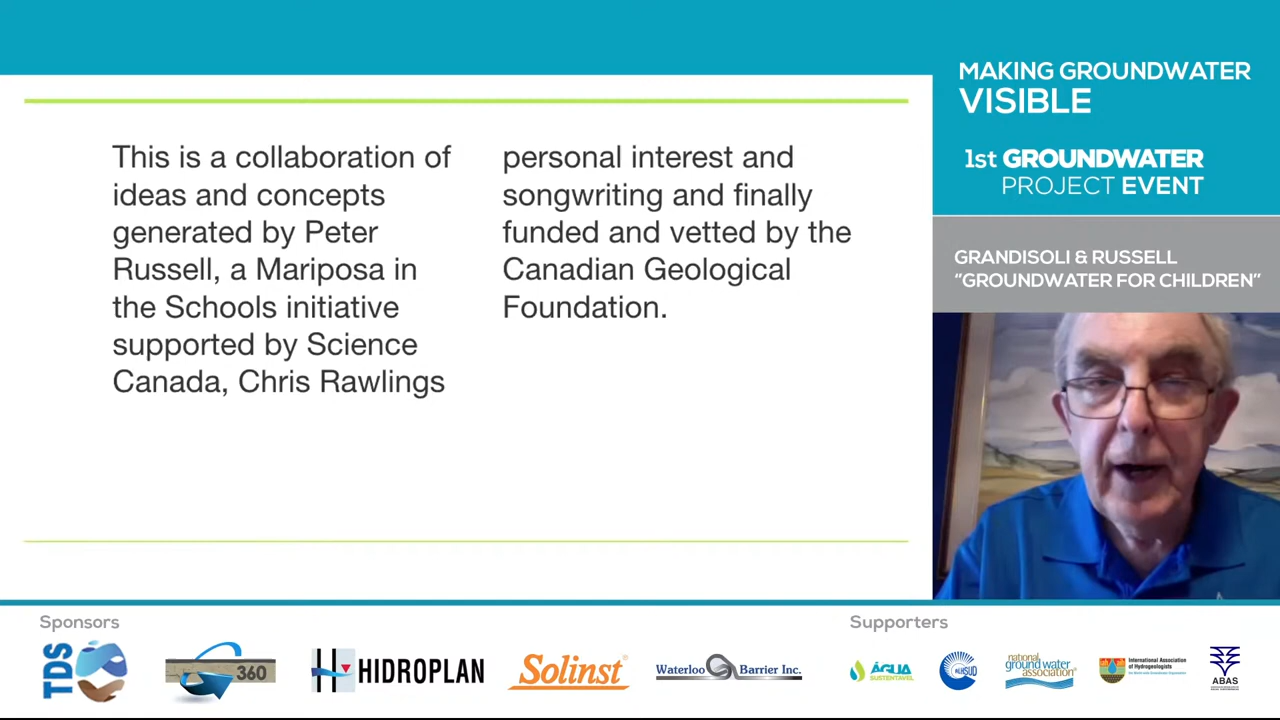 MAKING GROUNDWATER
VISIBLE
1st GROUNDWATER
PROJECT EVENT
This is a collaboration of
ideas and concepts
generated by Peter
Russell, a Mariposa in
the Schools initiative
supported by Science
Canada, Chris Rawlings
personal interest and
songwriting and finally
funded and vetted by the
Canadian Geological
Foundation.
GRANDISOLI & RUSSELL
“GROUNDWATER FOR CHILDREN”
Sponsors
TDS
360
HIDROPLAN
Solinst
Waterloo Barrier Inc.
Supporters
ÁGUA
SUSTENTÁVEL
national
ground water
association
International Association
of Hydrogeologists
ABAS